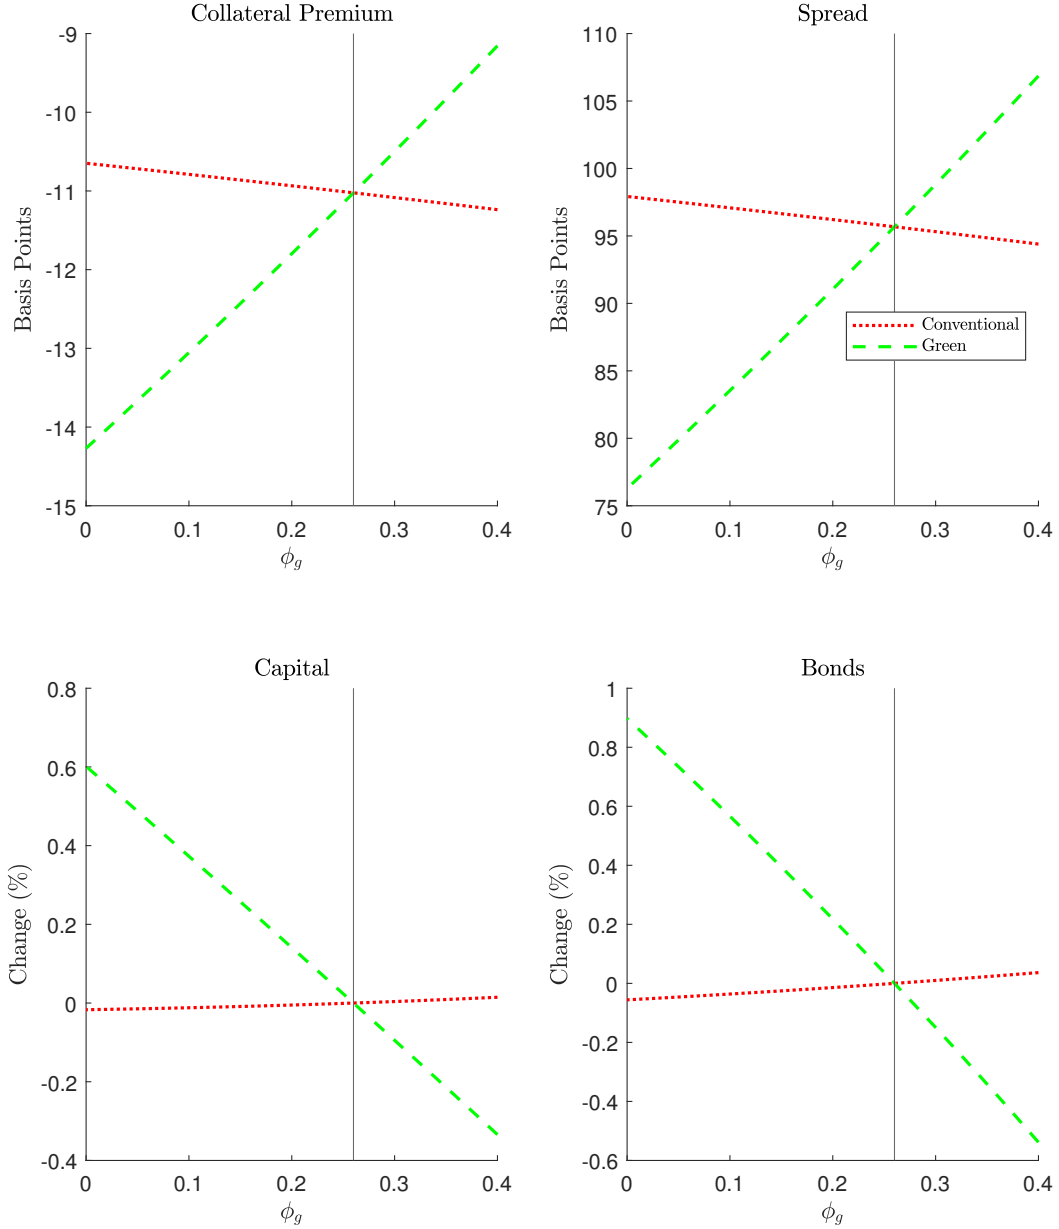 Collateral Premium
-9
-10
-11
-12
-13
-14
-15
Basis Points
0 0.1 0.2 0.3 0.4
ϕg
Spread
110
105
100
95
90
85
80
75
Basis Points
Conventional
Green
0 0.1 0.2 0.3 0.4
ϕg
Capital
0.8
0.6
0.4
0.2
0
-0.2
-0.4
Change (%)
0 0.1 0.2 0.3 0.4
ϕg
Bonds
1
0.8
0.6
0.4
0.2
0
-0.2
-0.4
-0.6
Change (%)
0 0.1 0.2 0.3 0.4
ϕg